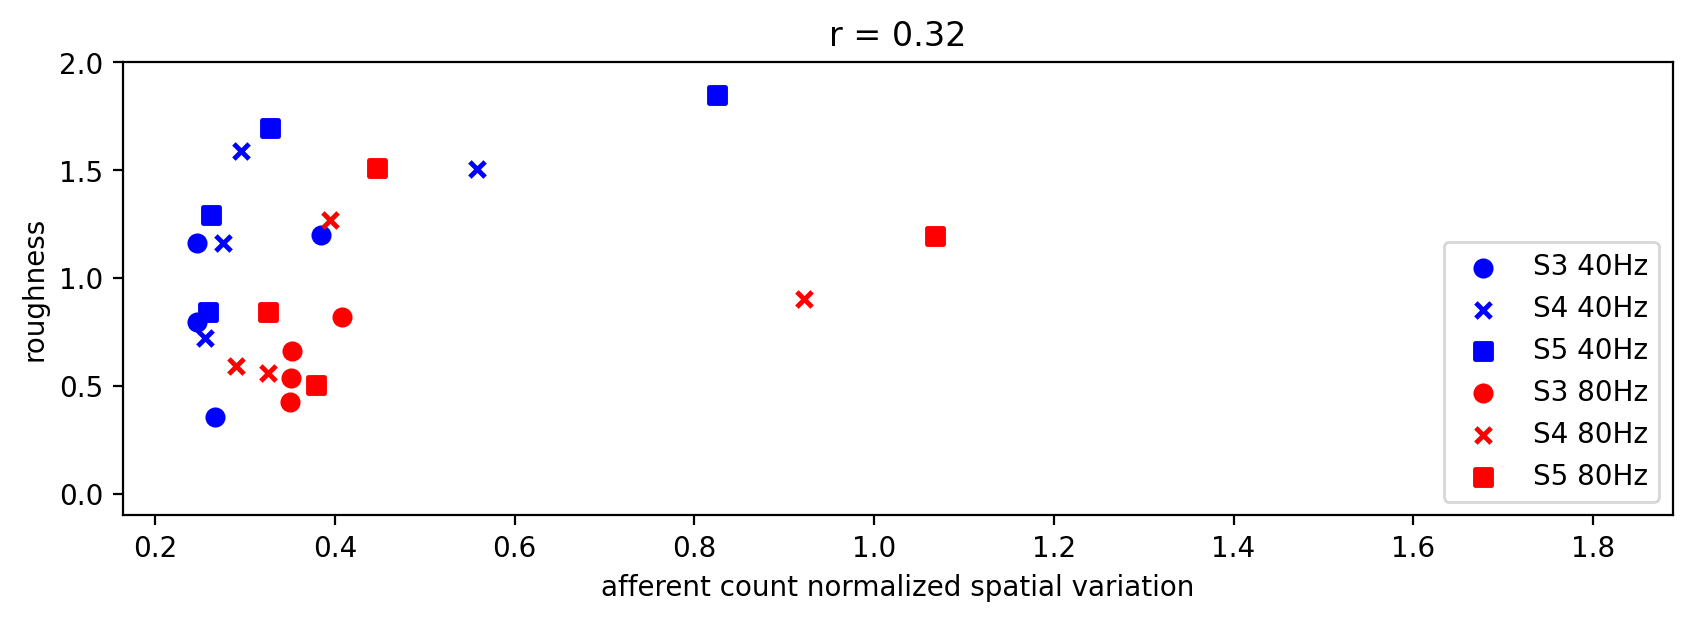 r = 0.32
2.0
1.5
1.0
0.5
0.0
roughness
S3 40Hz
S4 40Hz
S5 40Hz
S3 80Hz
S4 80Hz
S5 80Hz
0.2 0.4 0.6 0.8 1.0 1.2 1.4 1.6 1.8
afferent count normalized spatial variation